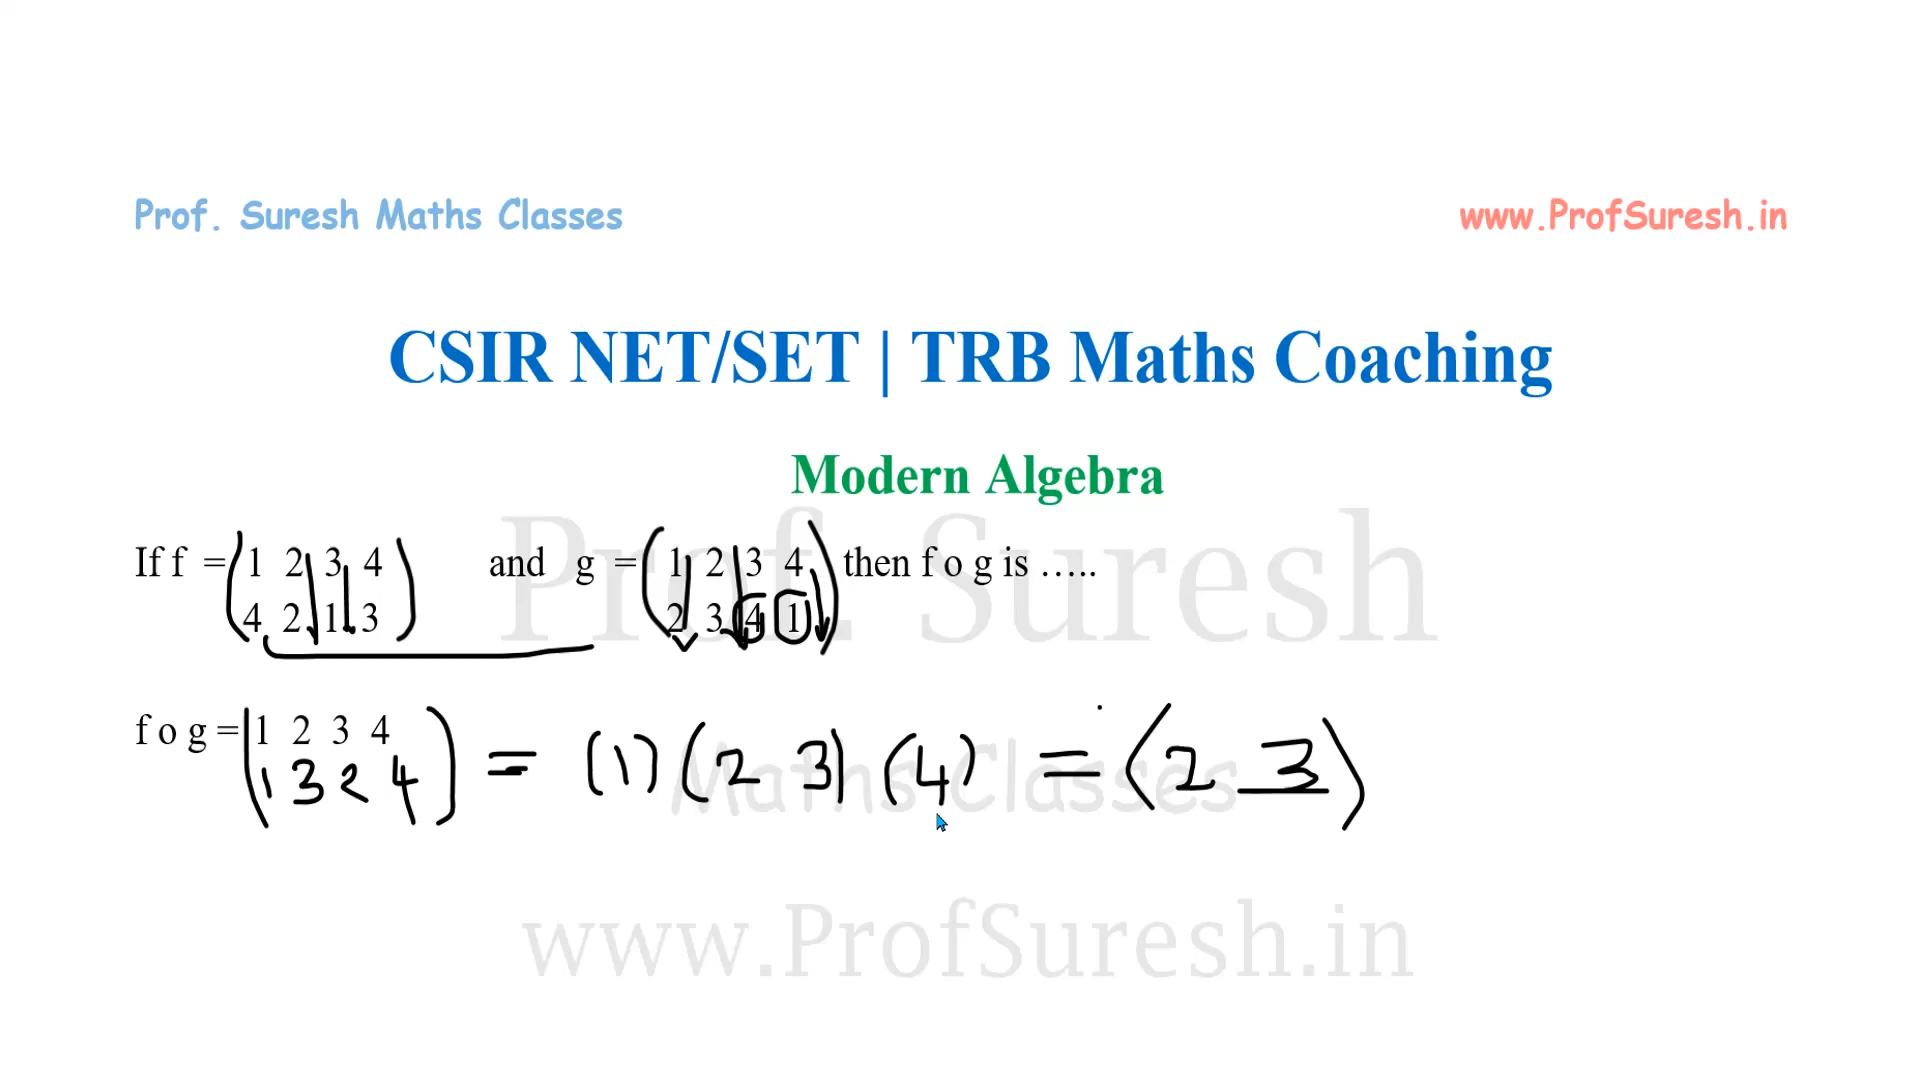 Prof. Suresh Maths Classes www.ProfSuresh.in
CSIR NET/SET | TRB Maths Coaching
Modern Algebra
If f = (1 2 3 4) and g = (1 2 3 4) then f o g is …..
4 2 1 3 2 3 4 1
f o g = (1 2 3 4) = (1) (2 3) (4) = (2 3)
1 3 2 4
Prof. Suresh
Maths Classes
www.ProfSuresh.in